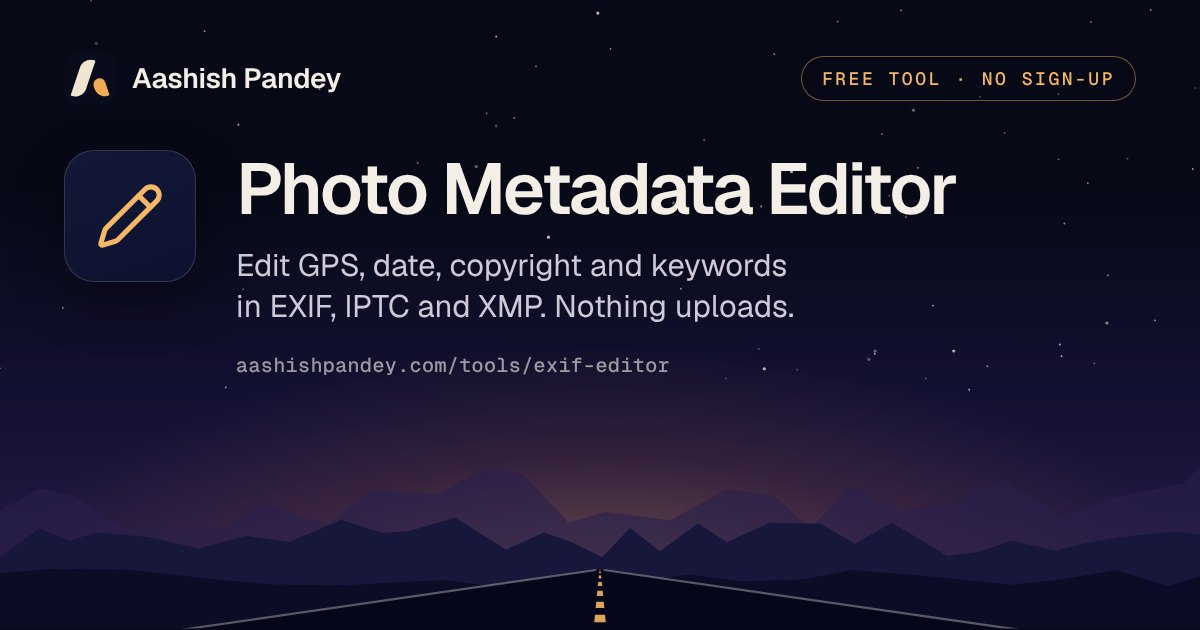 Aashish Pandey
FREE TOOL · NO SIGN-UP
Photo Metadata Editor
Edit GPS, date, copyright and keywords
in EXIF, IPTC and XMP. Nothing uploads.
aashishpandey.com/tools/exif-editor